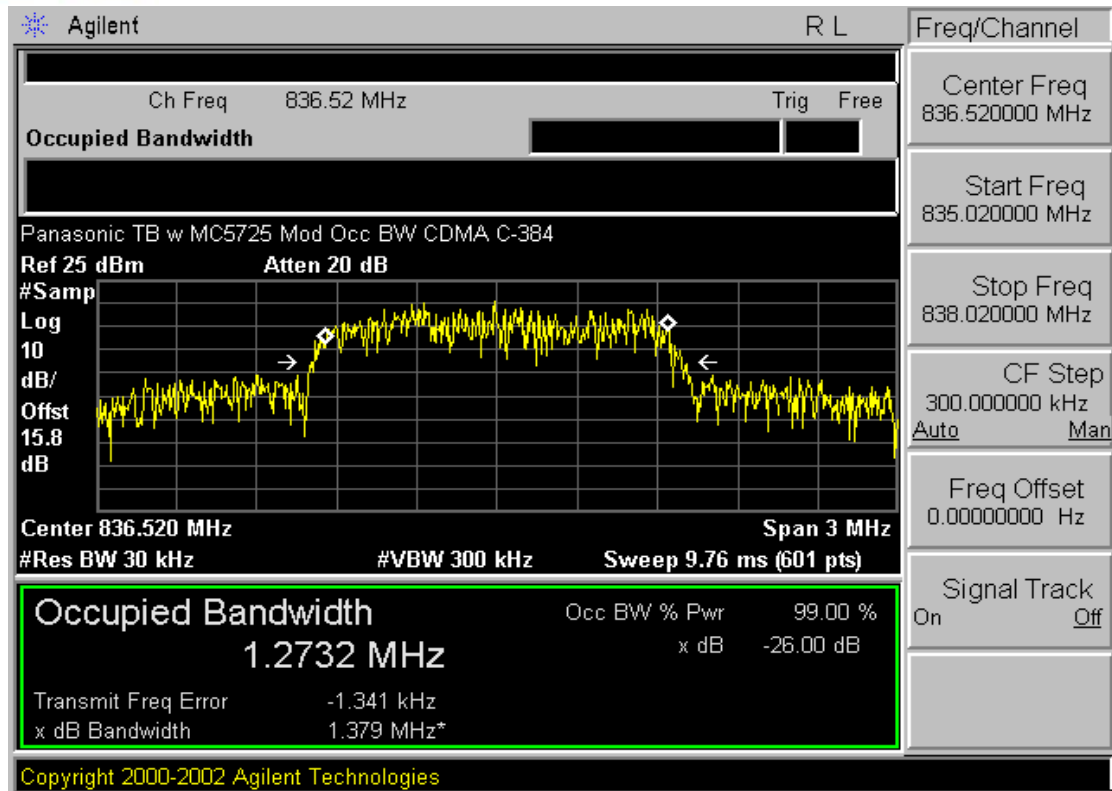 Agilent R L
Freq/Channel
Ch Freq 836.52 MHz Trig Free
Occupied Bandwidth
Panasonic TB w MC5725 Mod Occ BW CDMA C-384
Ref 25 dBm Atten 20 dB
#Samp
Log
10
dB/
Offst
15.8
dB
Center 836.520 MHz Span 3 MHz
#Res BW 30 kHz #VBW 300 kHz Sweep 9.76 ms (601 pts)
Occupied Bandwidth Occ BW % Pwr 99.00 %
1.2732 MHz x dB -26.00 dB
Transmit Freq Error -1.341 kHz
x dB Bandwidth 1.379 MHz*
Copyright 2000-2002 Agilent Technologies
Center Freq
836.520000 MHz
Start Freq
835.020000 MHz
Stop Freq
838.020000 MHz
CF Step
300.000000 kHz
Auto Man
Freq Offset
0.00000000 Hz
Signal Track
On Off